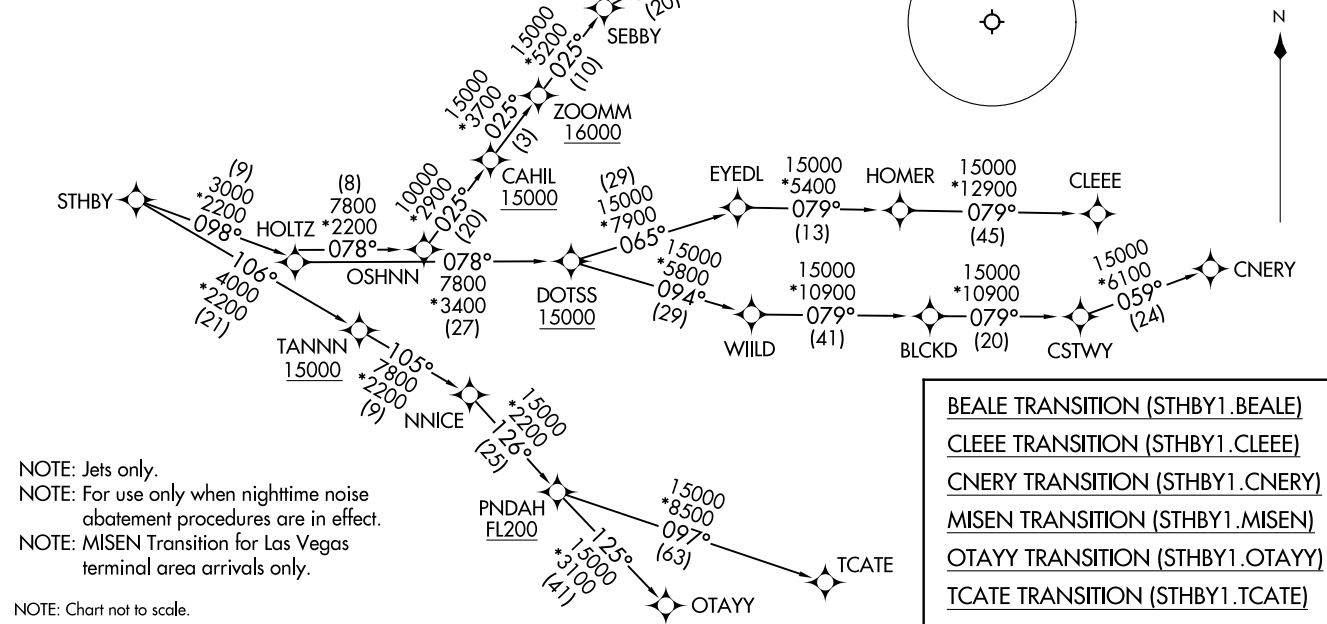 (20)
SEBBY
15000
*5200
025°
(10)
N
ZOOMM
16000
15000
*3700
025°
(3)
CAHIL
15000
10000
*2900
025°
(20)
STHBY
(9)
3000
*2200
098°
HOLTZ
(8)
7800
*2200
078°
OSHNN
078°
7800
*3400
(27)
DOTSS
15000
(29)
15000
*7900
065°
EYEDL
15000
*5400
079°
(13)
HOMER
15000
*12900
079°
(45)
CLEEE
15000
*5800
094°
(29)
WIILD
15000
*10900
079°
(41)
BLCKD
15000
*10900
079°
(20)
CSTWY
15000
*6100
059°
(24)
CNERY
106°
4000
*2200
(21)
TANNN
15000
105°
7800
*2200
(9)
NNICE
15000
*2200
126°
(25)
PNDAH
FL200
15000
*8500
097°
(63)
TCATE
125°
15000
*3100
(41)
OTAYY
NOTE: Jets only.
NOTE: For use only when nighttime noise
abatement procedures are in effect.
NOTE: MISEN Transition for Las Vegas
terminal area arrivals only.
NOTE: Chart not to scale.
BEALE TRANSITION (STHBY1.BEALE)
CLEEE TRANSITION (STHBY1.CLEEE)
CNERY TRANSITION (STHBY1.CNERY)
MISEN TRANSITION (STHBY1.MISEN)
OTAYY TRANSITION (STHBY1.OTAYY)
TCATE TRANSITION (STHBY1.TCATE)